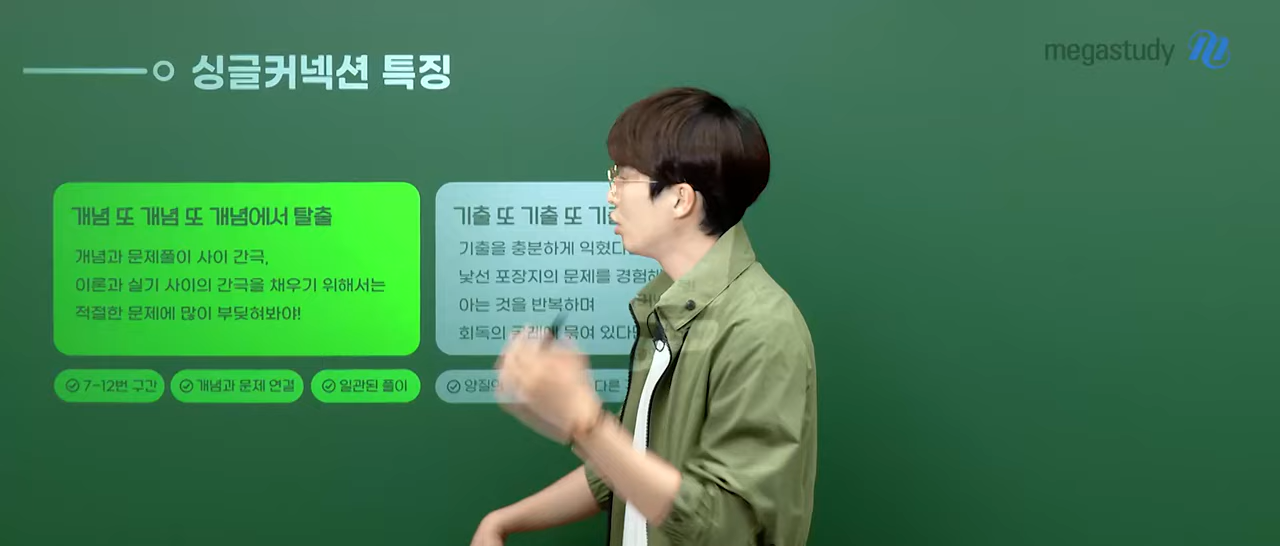 싱글커넥션 특징
megastudy
개념 또 개념 또 개념에서 탈출
개념과 문제풀이 사이 간극,
이론과 실기 사이의 간극을 채우기 위해서는
적절한 문제에 많이 부딪혀봐야!
7-12번 구간
개념과 문제 연결
일관된 풀이
기출 또 기출 또
기출을 충분하게 익혔다
낯선 포장지의 문제를
아는 것을 반복하며
회독의 묶여
다른